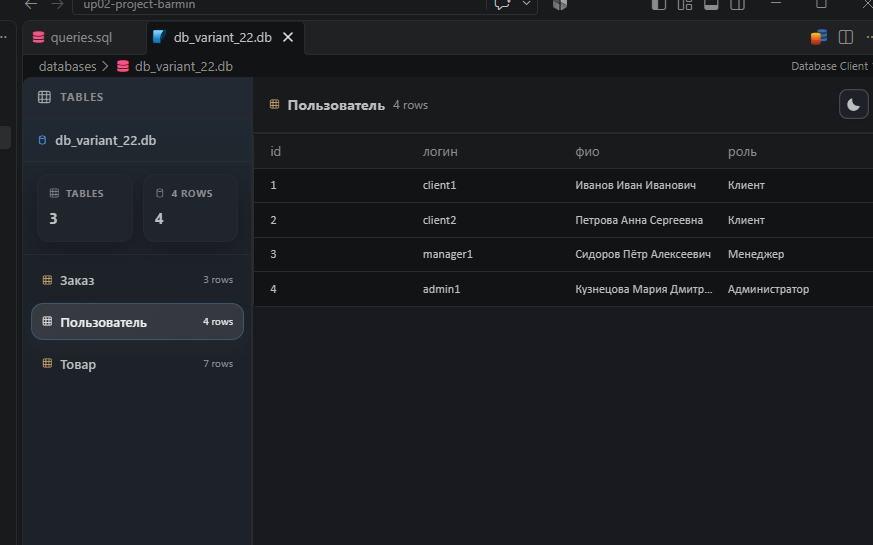 up02-project-barmin
queries.sql
db_variant_22.db
databases > db_variant_22.db
Database Client
TABLES
db_variant_22.db
TABLES
3
4 ROWS
4
Заказ 3 rows
Пользователь 4 rows
Товар 7 rows
Пользователь 4 rows
id логин фио роль
1 client1 Иванов Иван Иванович Клиент
2 client2 Петрова Анна Сергеевна Клиент
3 manager1 Сидоров Пётр Алексеевич Менеджер
4 admin1 Кузнецова Мария Дмитр... Администратор